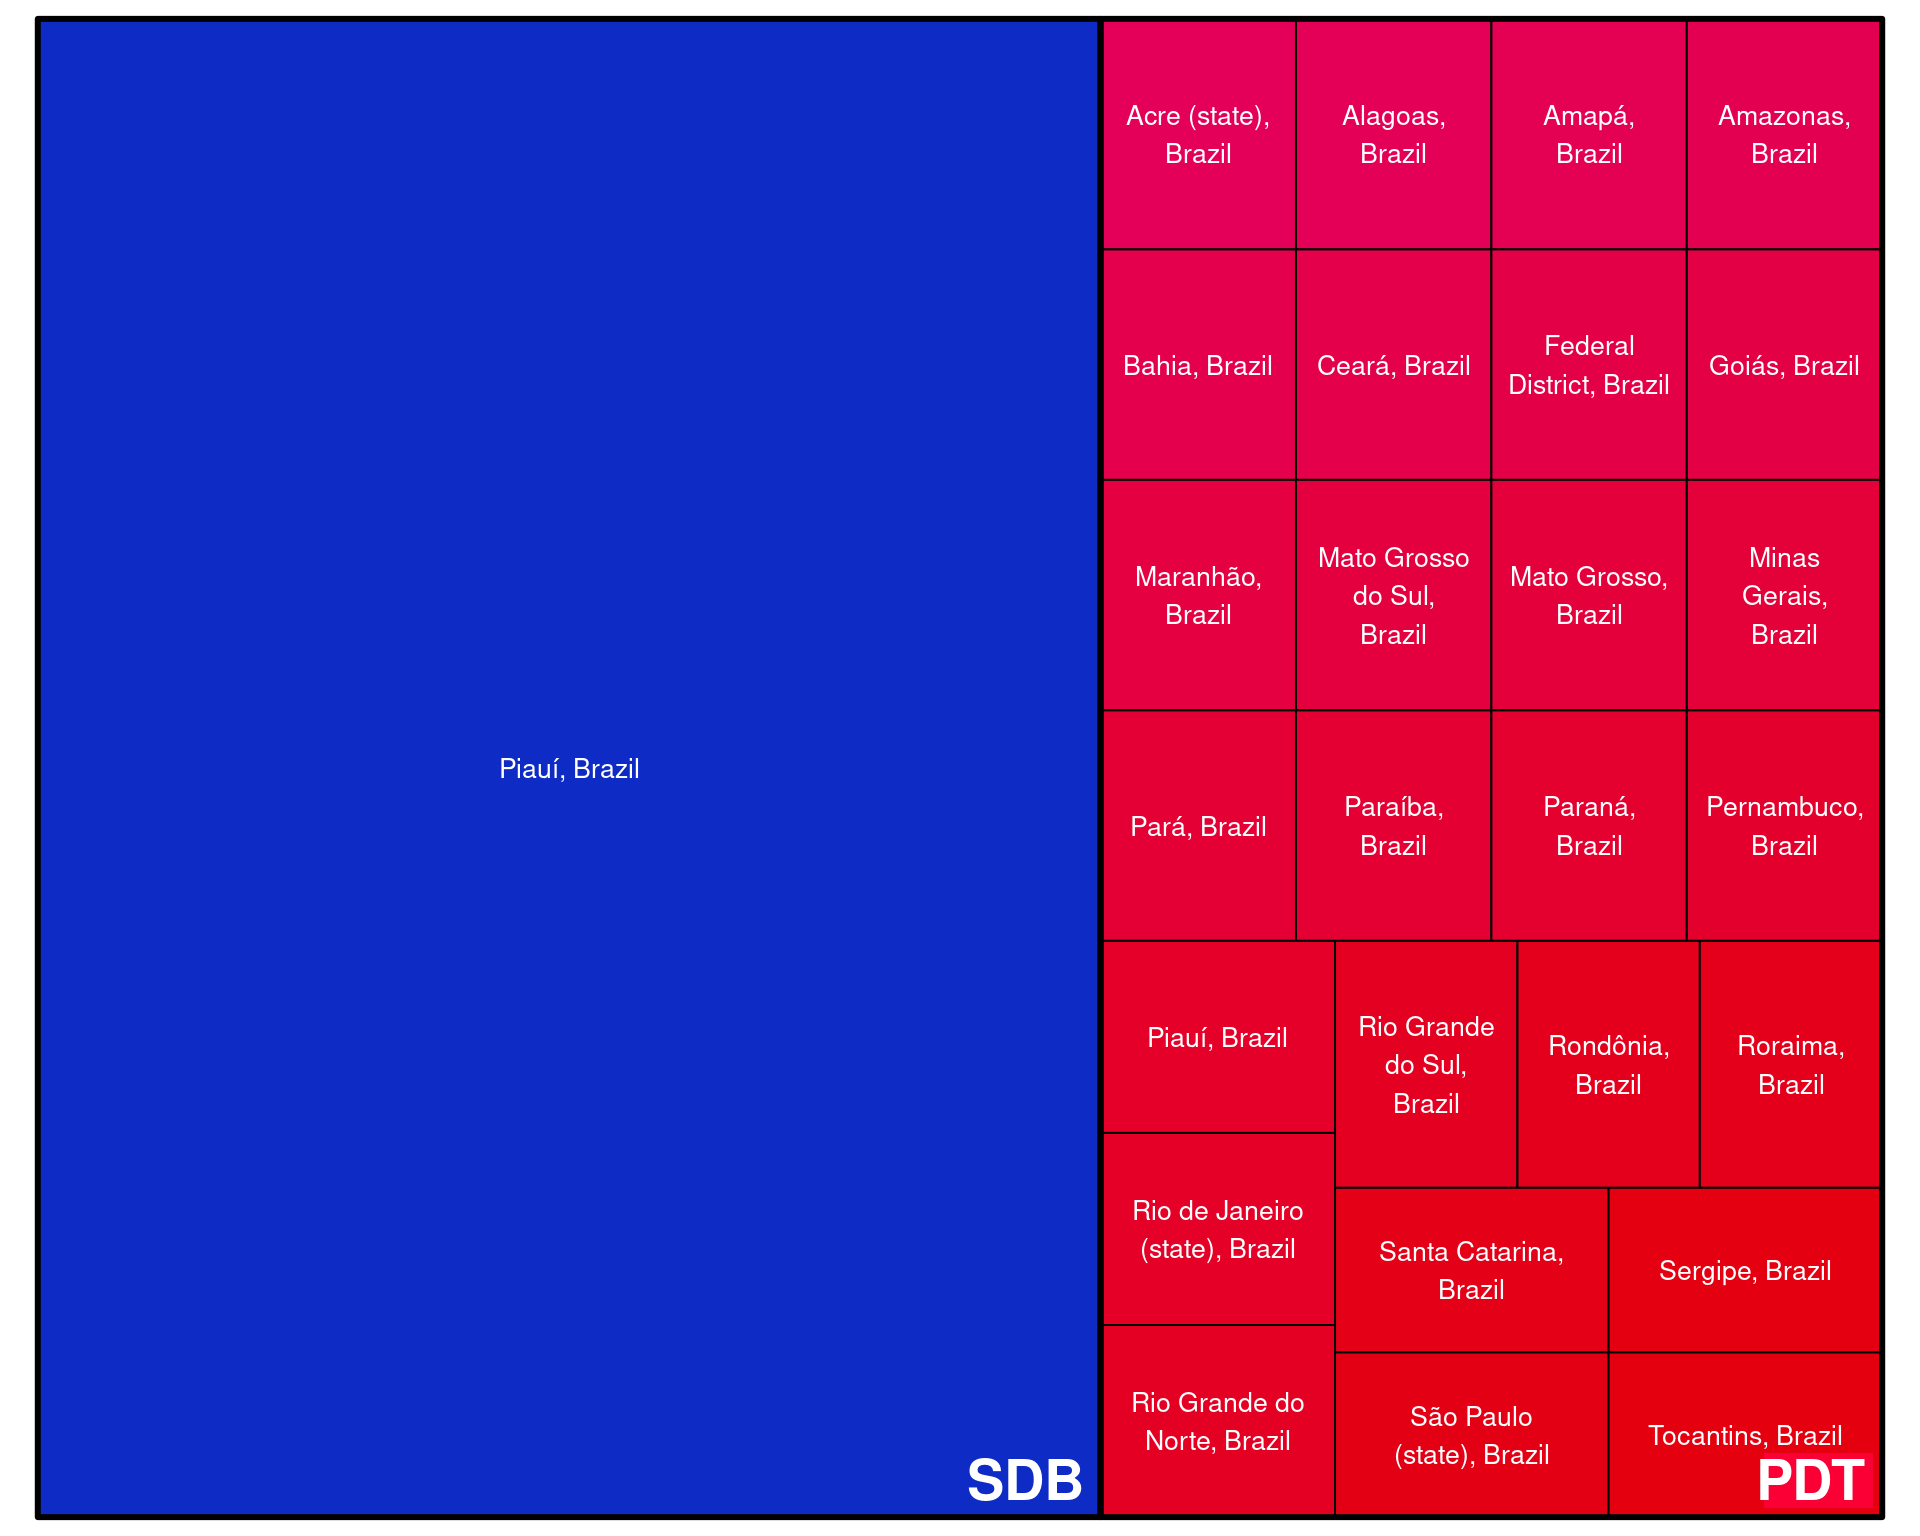 Piauí, Brazil
SDB
Acre (state),
Brazil
Alagoas,
Brazil
Amapá,
Brazil
Amazonas,
Brazil
Bahia, Brazil
Ceará, Brazil
Federal
District, Brazil
Goiás, Brazil
Maranhão,
Brazil
Mato Grosso
do Sul,
Brazil
Mato Grosso,
Brazil
Minas
Gerais,
Brazil
Pará, Brazil
Paraíba,
Brazil
Paraná,
Brazil
Pernambuco,
Brazil
Piauí, Brazil
Rio de Janeiro
(state), Brazil
Rio Grande do
Norte, Brazil
Rio Grande
do Sul,
Brazil
Rondônia,
Brazil
Roraima,
Brazil
Santa Catarina,
Brazil
Sergipe, Brazil
São Paulo
(state), Brazil
Tocantins, Brazil
PDT